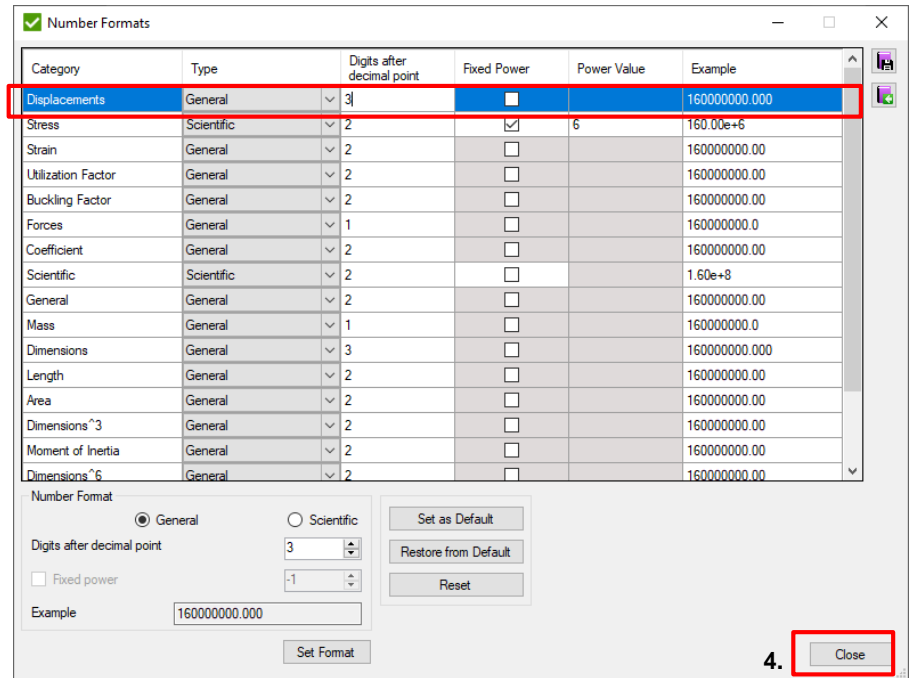 Number Formats
Category Type Digits after decimal point Fixed Power Power Value Example
Displacements General 3 160000000.000
Stress Scientific 2 6 160.00e+6
Strain General 2 160000000.00
Utilization Factor General 2 160000000.00
Buckling Factor General 2 160000000.00
Forces General 1 160000000.0
Coefficient General 2 160000000.00
Scientific Scientific 2 1.60e+8
General General 2 160000000.00
Mass General 1 160000000.0
Dimensions General 3 160000000.000
Length General 2 160000000.00
Area General 2 160000000.00
Dimensions^3 General 2 160000000.00
Moment of Inertia General 2 160000000.00
Dimensions^6 General 2 160000000.00
Number Format
General Scientific Set as Default
Digits after decimal point 3 Restore from Default
Fixed power -1 Reset
Example 160000000.000
Set Format 4. Close